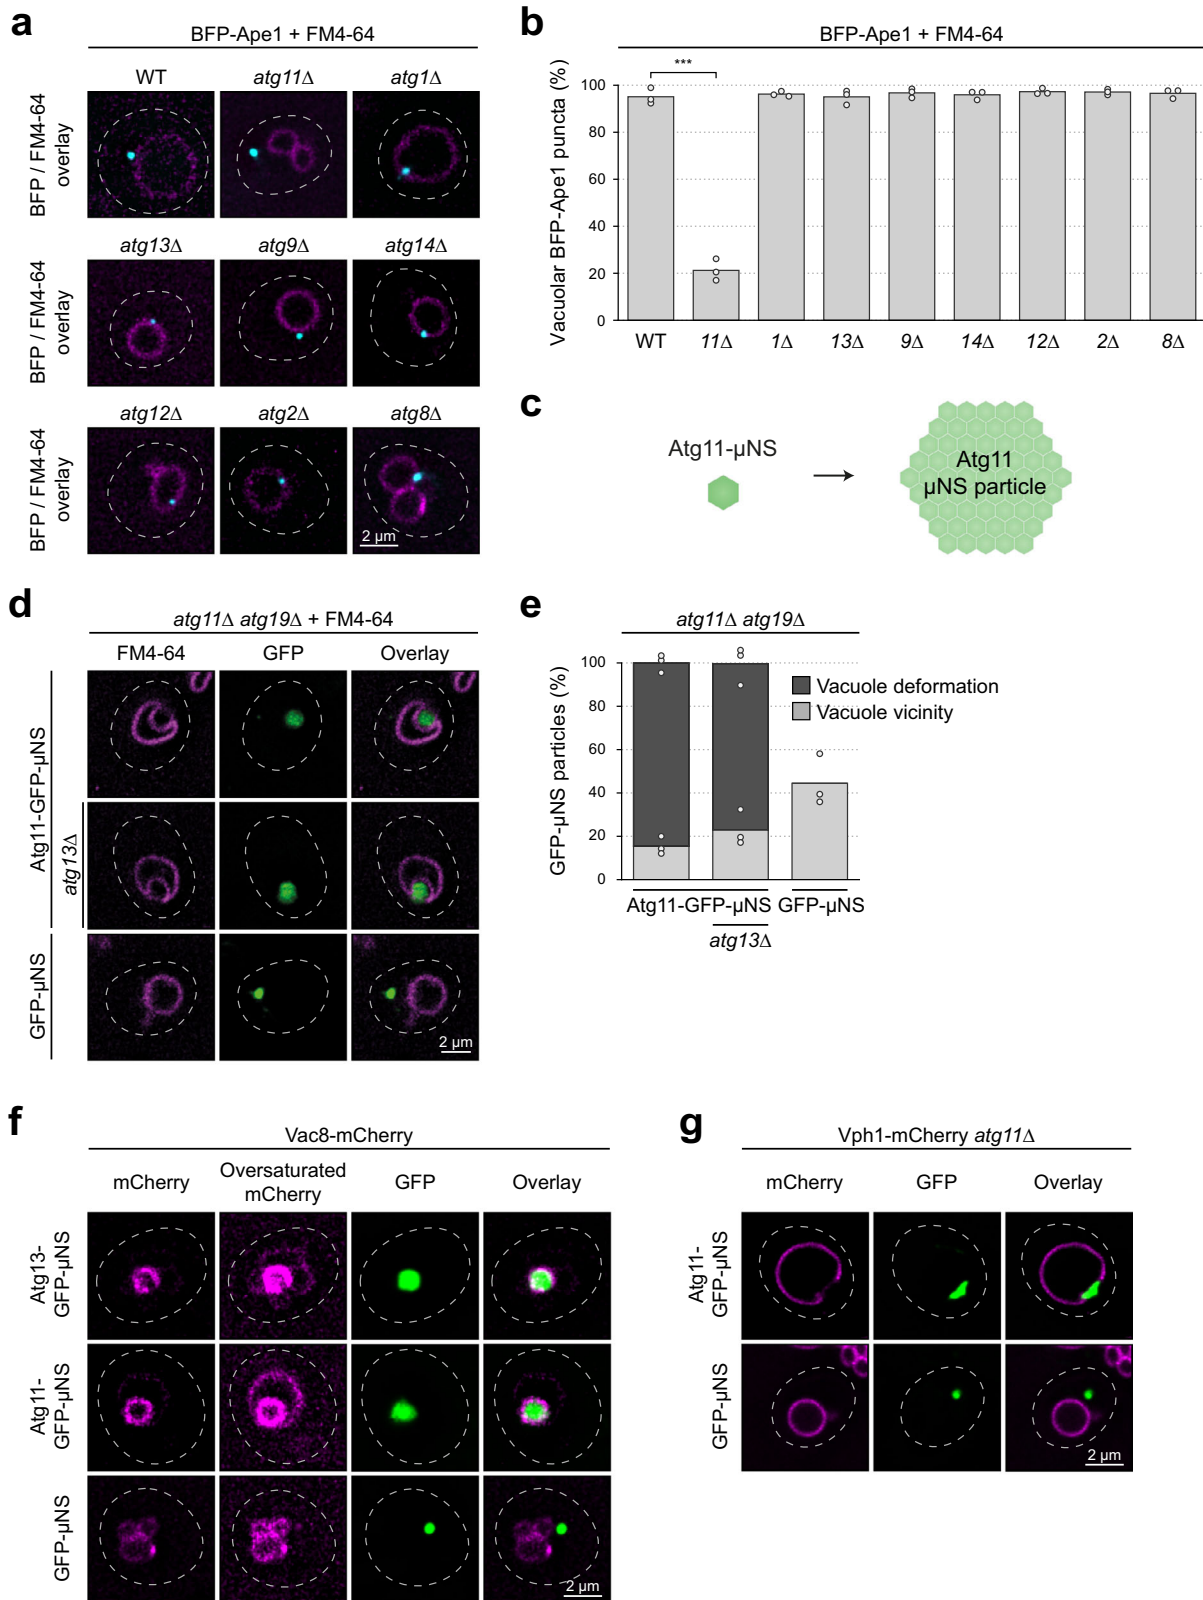 a
BFP-Ape1 + FM4-64
WT atg11Δ atg1Δ
BFP / FM4-64
overlay
atg13Δ atg9Δ atg14Δ
BFP / FM4-64
overlay
atg12Δ atg2Δ atg8Δ
BFP / FM4-64
overlay
2 µm
b
BFP-Ape1 + FM4-64
Vacuolar BFP-Ape1 puncta (%)
***
100
80
60
40
20
0
WT 11Δ 1Δ 13Δ 9Δ 14Δ 12Δ 2Δ 8Δ
c
Atg11-µNS
Atg11
µNS particle
d
atg11Δ atg19Δ + FM4-64
FM4-64 GFP Overlay
Atg11-GFP-µNS
atg13Δ
GFP-µNS
2 µm
e
atg11Δ atg19Δ
GFP-µNS particles (%)
100
80
60
40
20
0
Vacuole deformation
Vacuole vicinity
Atg11-GFP-µNS GFP-µNS
atg13Δ
f
Vac8-mCherry
mCherry Oversaturated mCherry GFP Overlay
Atg13-
GFP-µNS
Atg11-
GFP-µNS
GFP-µNS
2 µm
g
Vph1-mCherry atg11Δ
mCherry GFP Overlay
Atg11-
GFP-µNS
GFP-µNS
2 µm